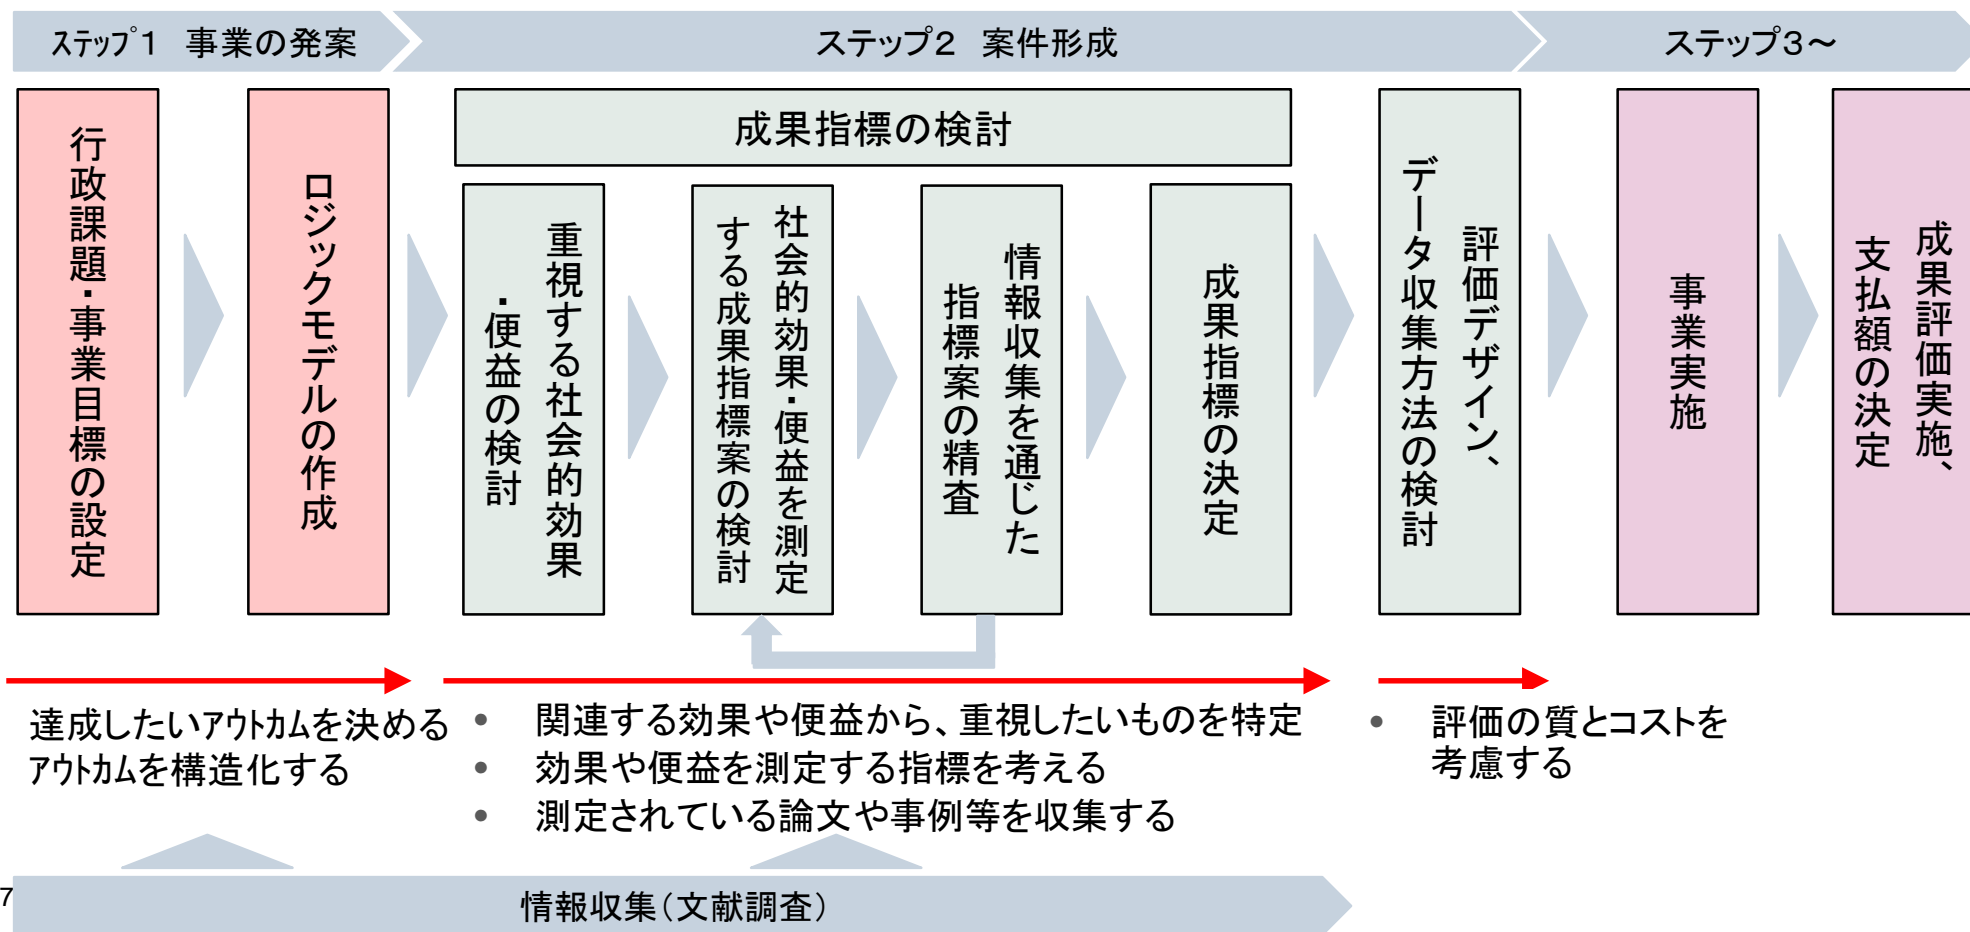 ｽﾃｯﾌﾟ1 事業の発案
ステップ2 案件形成
ステップ3～
行政課題・事業目標の設定
ロジックモデルの作成
成果指標の検討
重視する社会的効果
・便益の検討
社会的効果・便益を測定
する成果指標案の検討
情報収集を通じた
指標案の精査
成果指標の決定
評価デザイン、
データ収集方法の検討
事業実施
成果評価実施、
支払額の決定
達成したいｱｳﾄｶﾑを決める
ｱｳﾄｶﾑを構造化する
• 関連する効果や便益から、重視したいものを特定
• 効果や便益を測定する指標を考える
• 測定されている論文や事例等を収集する
• 評価の質とコストを
考慮する
情報収集（文献調査）
7